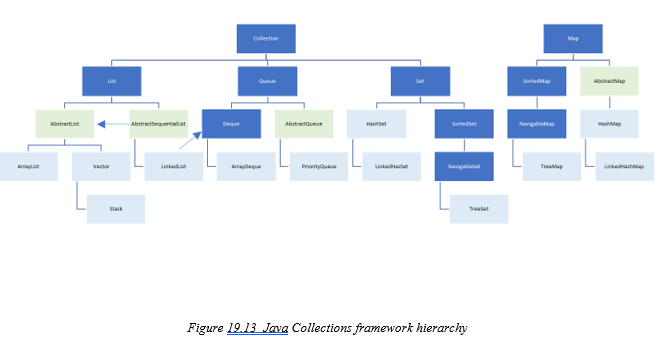 Collection
Map
List
Queue
Set
SortedMap
AbstractMap
AbstractList
AbstractSequentialList
Deque
AbstractQueue
HashSet
SortedSet
NavigableMap
HashMap
ArrayList
Vector
LinkedList
ArrayDeque
PriorityQueue
LinkedHasSet
NavigableSet
TreeMap
LinkedHashMap
Stack
TreeSet
Figure 19.13 Java Collections framework hierarchy